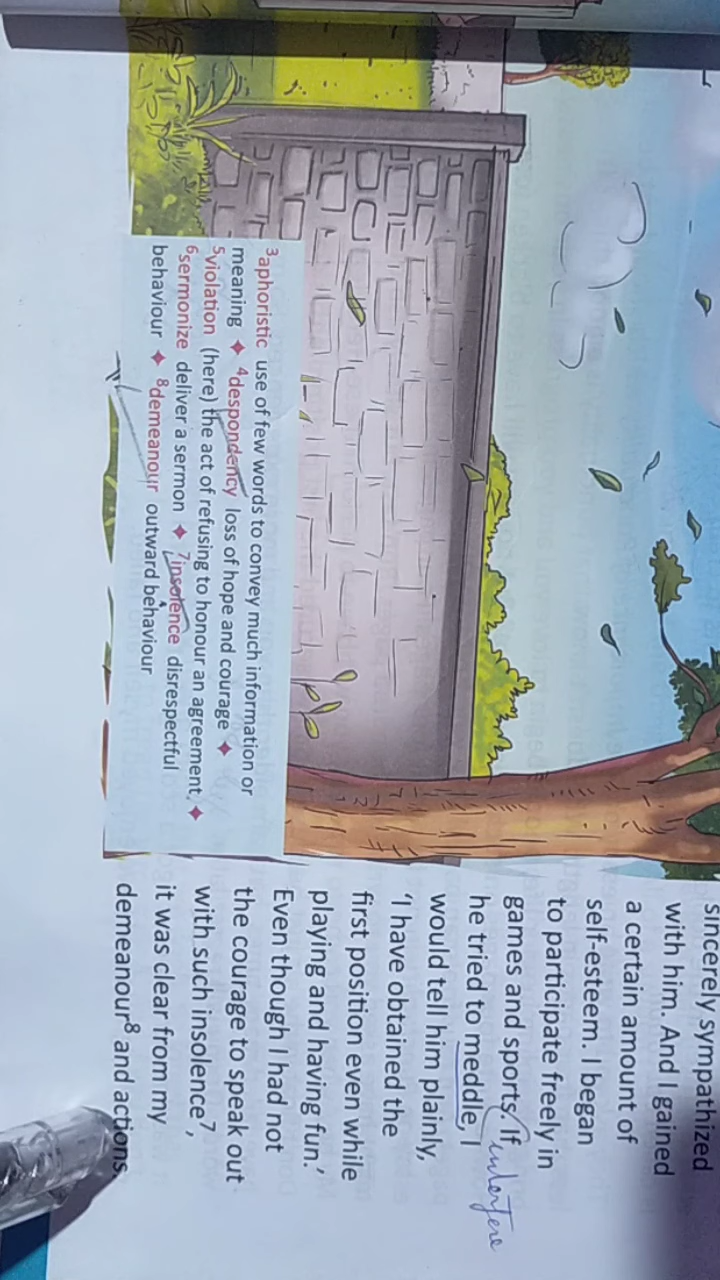 ³aphoristic use of few words to convey much information or
meaning ✦ ⁴despondency loss of hope and courage ✦
⁵violation (here) the act of refusing to honour an agreement ✦
⁶sermonize deliver a sermon ✦ ⁷insolence disrespectful
behaviour ✦ ⁸demeanour outward behaviour
sincerely sympathized
with him. And I gained
a certain amount of
self-esteem. I began
to participate freely in
games and sports. If
he tried to meddle, I
interfere
would tell him plainly,
‘I have obtained the
first position even while
playing and having fun.’
Even though I had not
the courage to speak out
with such insolence⁷,
it was clear from my
demeanour⁸ and actions